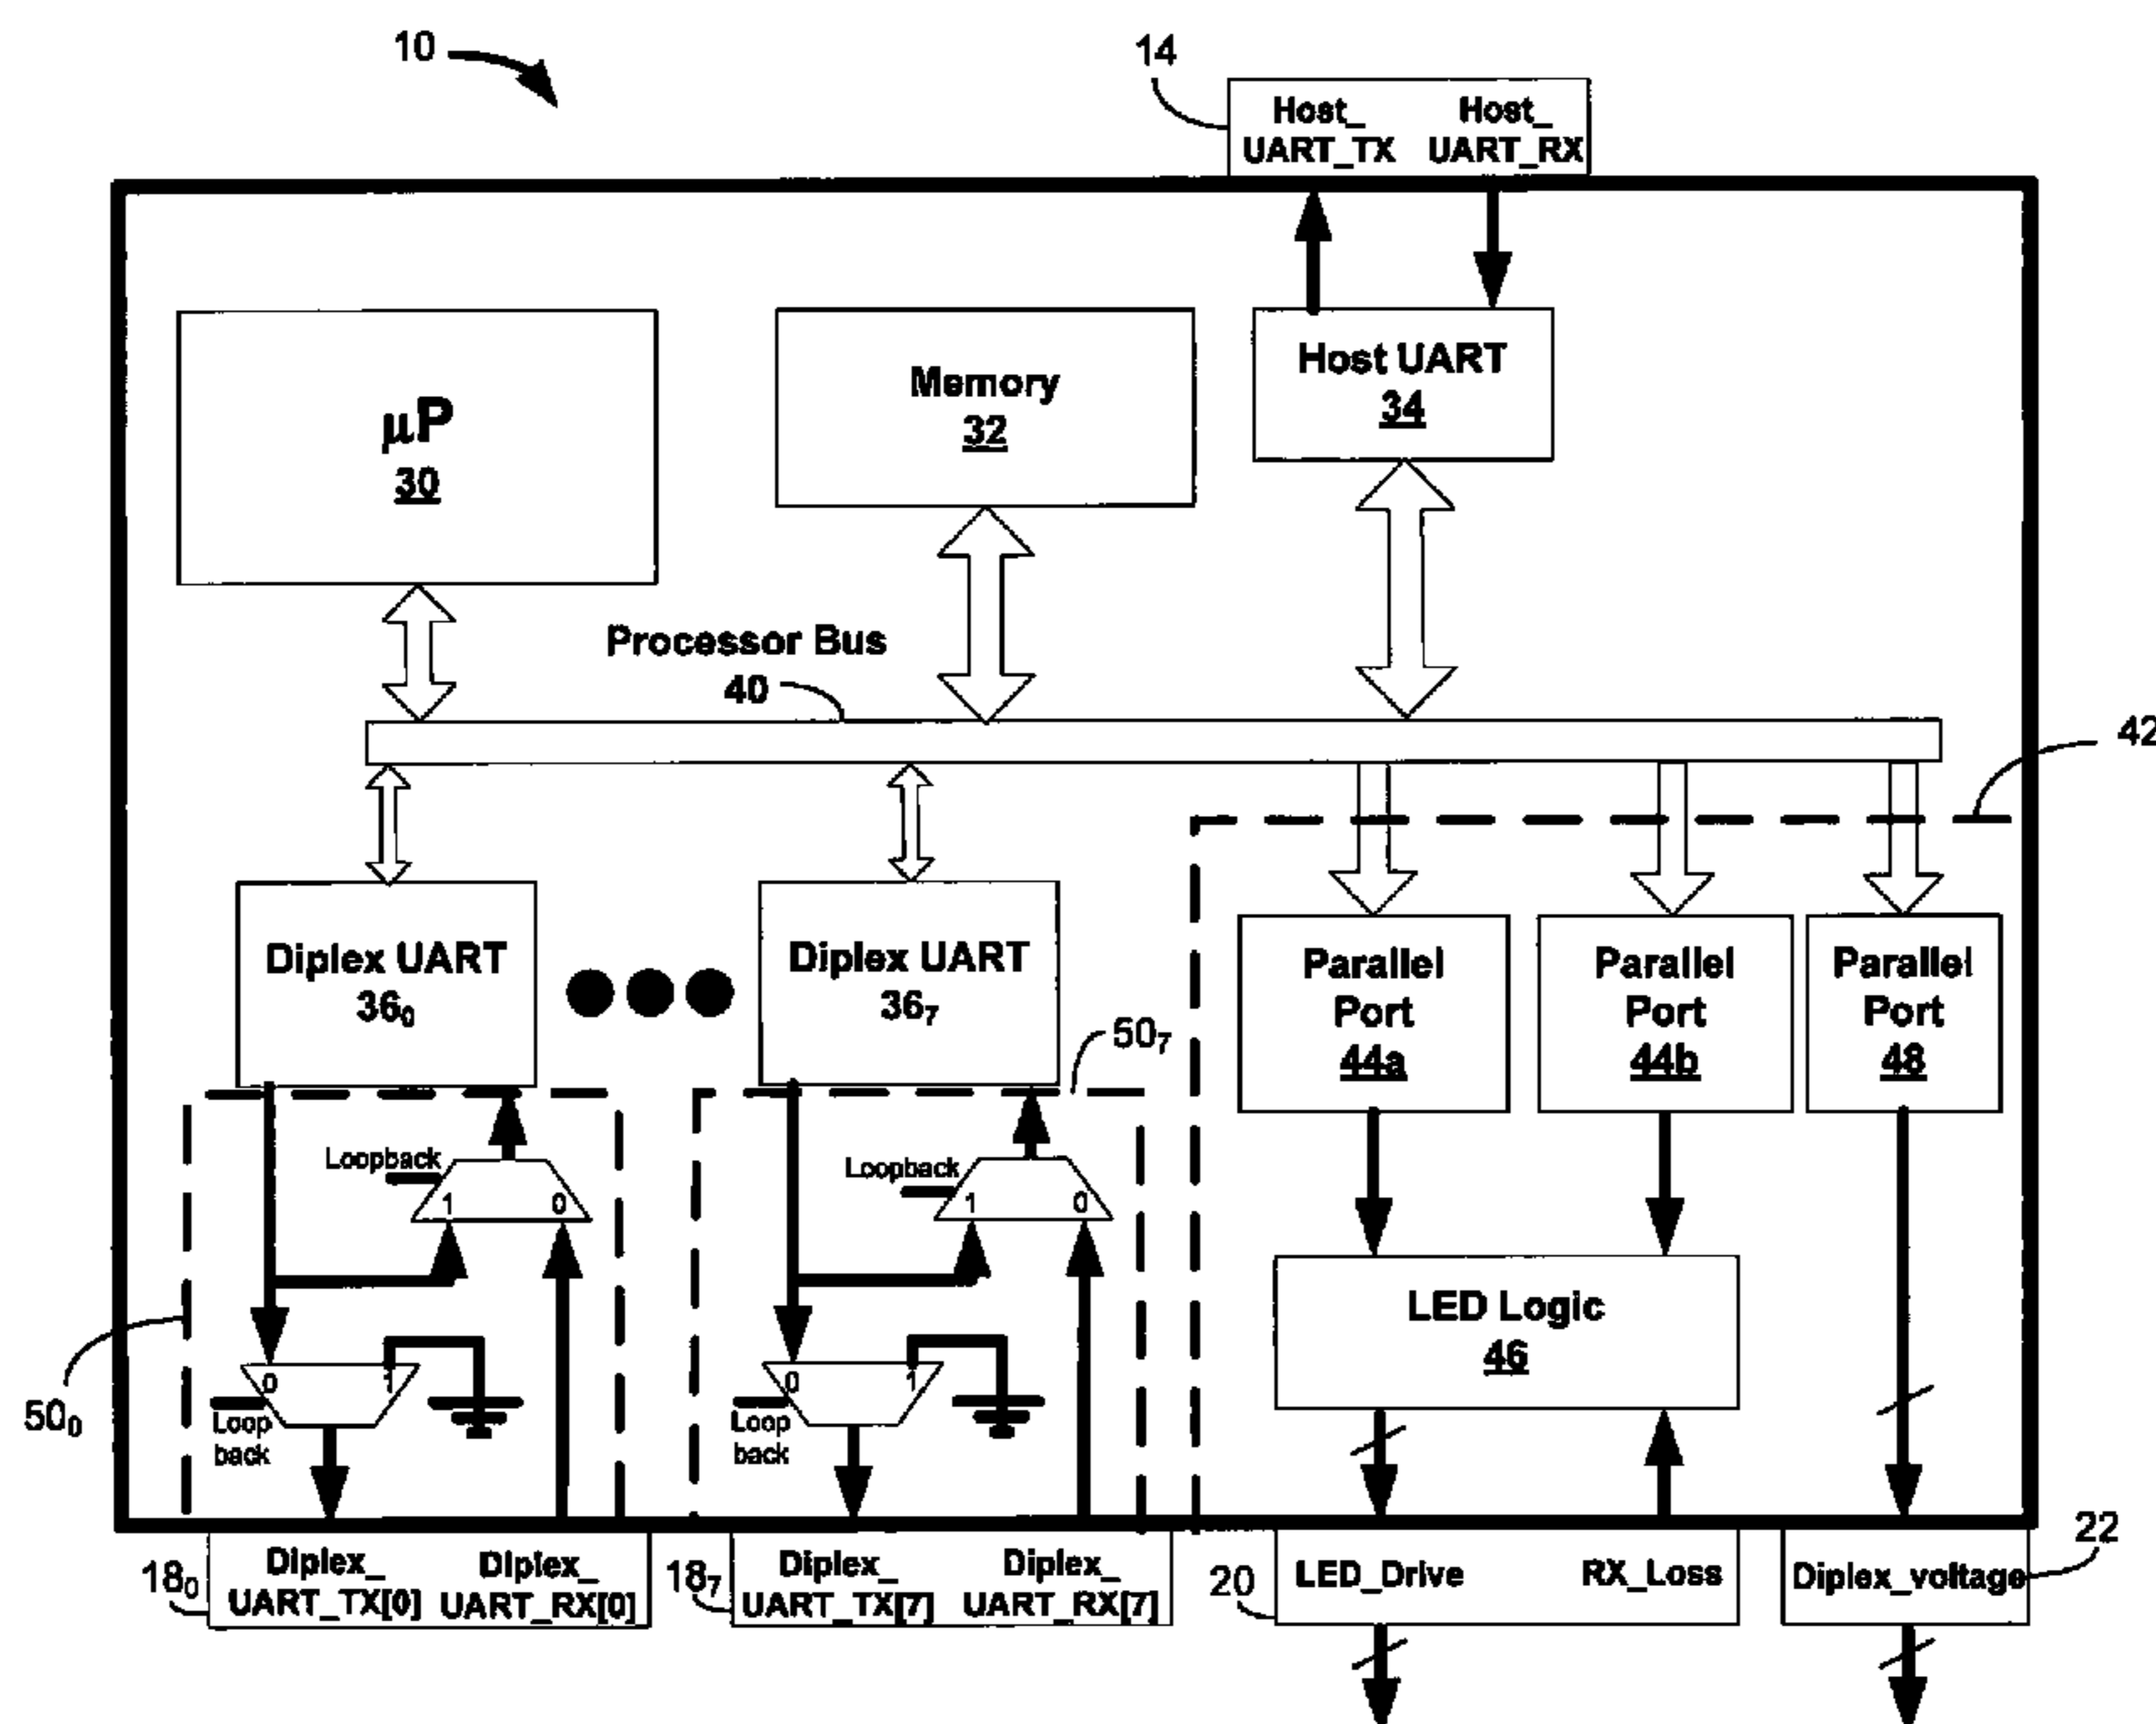 10
14
Host_ Host_
UART_TX UART_RX
Host UART
34
Memory
32
μP
30
Processor Bus
40
42
Diplex UART
36₀
Diplex UART
36₇
50₇
Parallel
Port
44a
Parallel
Port
44b
Parallel
Port
48
Loopback
1 0
Loopback
1 0
LED Logic
46
50₀
0 1
Loop
back
0 1
Loop
back
18₀
Diplex_ Diplex_
UART_TX[0] UART_RX[0]
18₇
Diplex_ Diplex_
UART_TX[7] UART_RX[7]
20
LED_Drive RX_Loss
Diplex_voltage
22